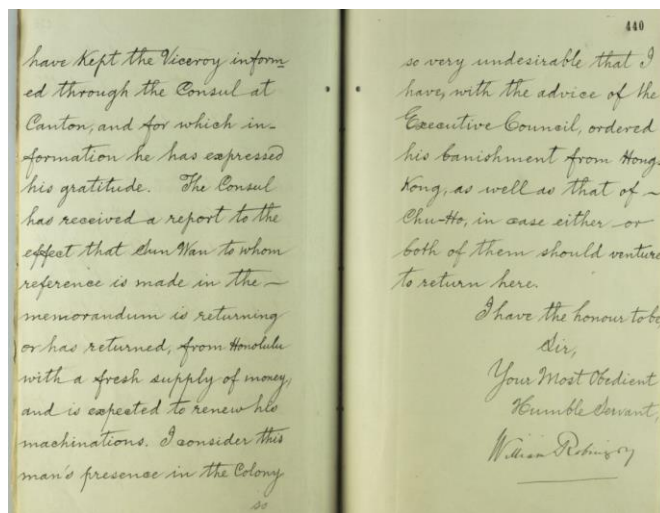 have kept the Viceroy inform
ed through the Consul at
Canton, and for which in-
formation he has expressed
his gratitude. The Consul
has received a report to the
effect that Chun Wan to whom
reference is made in the —
memorandum is returning
or has returned, from Honolulu
with a fresh supply of money,
and is expected to renew his
machinations. I consider this
man's presence in the Colony
so
440
so very undesirable that I
have, with the advice of the
Executive Council, ordered
his banishment from Hong-
Kong, as well as that of —
Chu-Ho, in case either or
both of them should venture
to return here.
I have the honour to be
Sir,
Your Most Obedient
Humble Servant,
William Robinson